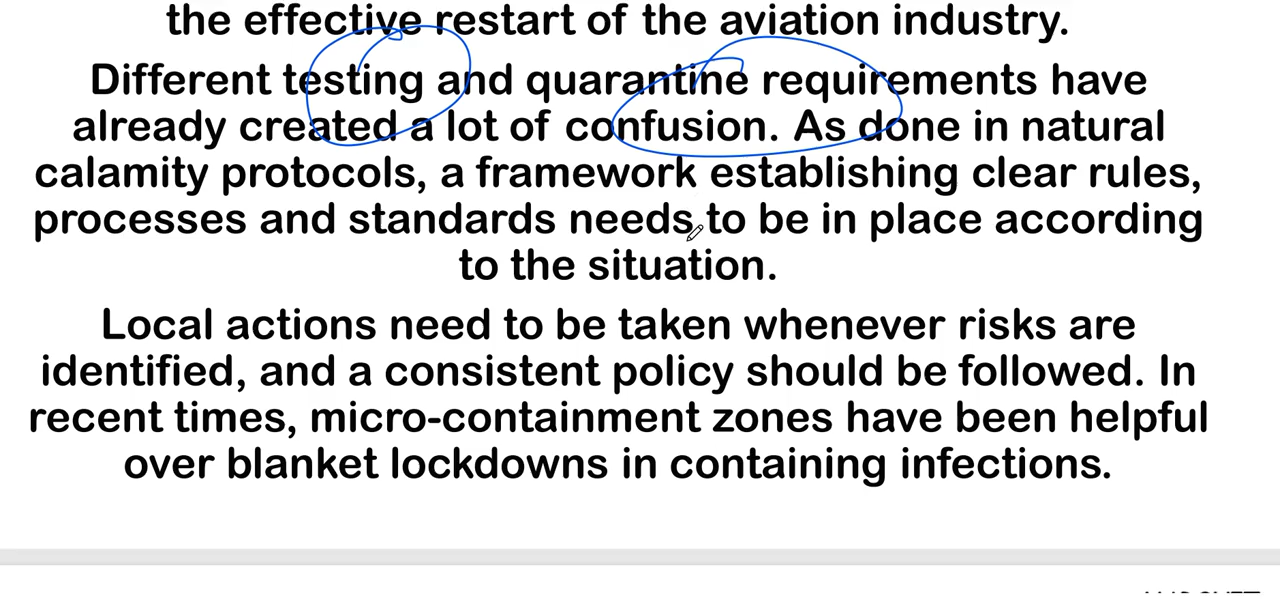 the effective restart of the aviation industry.
Different testing and quarantine requirements have
already created a lot of confusion. As done in natural
calamity protocols, a framework establishing clear rules,
processes and standards needs to be in place according
to the situation.
Local actions need to be taken whenever risks are
identified, and a consistent policy should be followed. In
recent times, micro-containment zones have been helpful
over blanket lockdowns in containing infections.